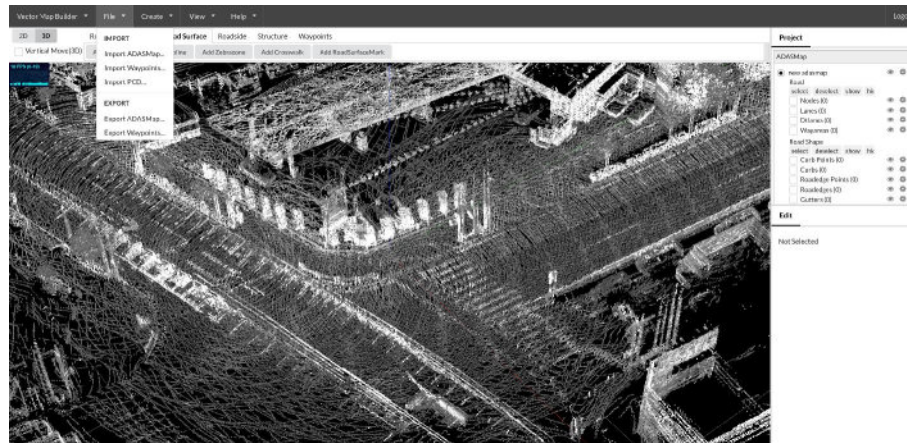 Vector Map Builder File Create View Help Logo
2D 3D Road Surface Roadside Structure Waypoints
Vertical Move(3D) Add Zebrazone Add Crosswalk Add RoadSurfaceMark
IMPORT
Import ADASMap...
Import Waypoints...
Import PCD...
EXPORT
Export ADASMap...
Export Waypoints...
Project
ADASMap
new adasmap
Road
select deselect show
Nodes (0)
Lanes (0)
Dtlanes (0)
Wayareas (0)
Road Shape
select deselect show
Curb Points (0)
Curbs (0)
Roadedge Points (0)
Roadedges (0)
Gutters (0)
Edit
Not Selected